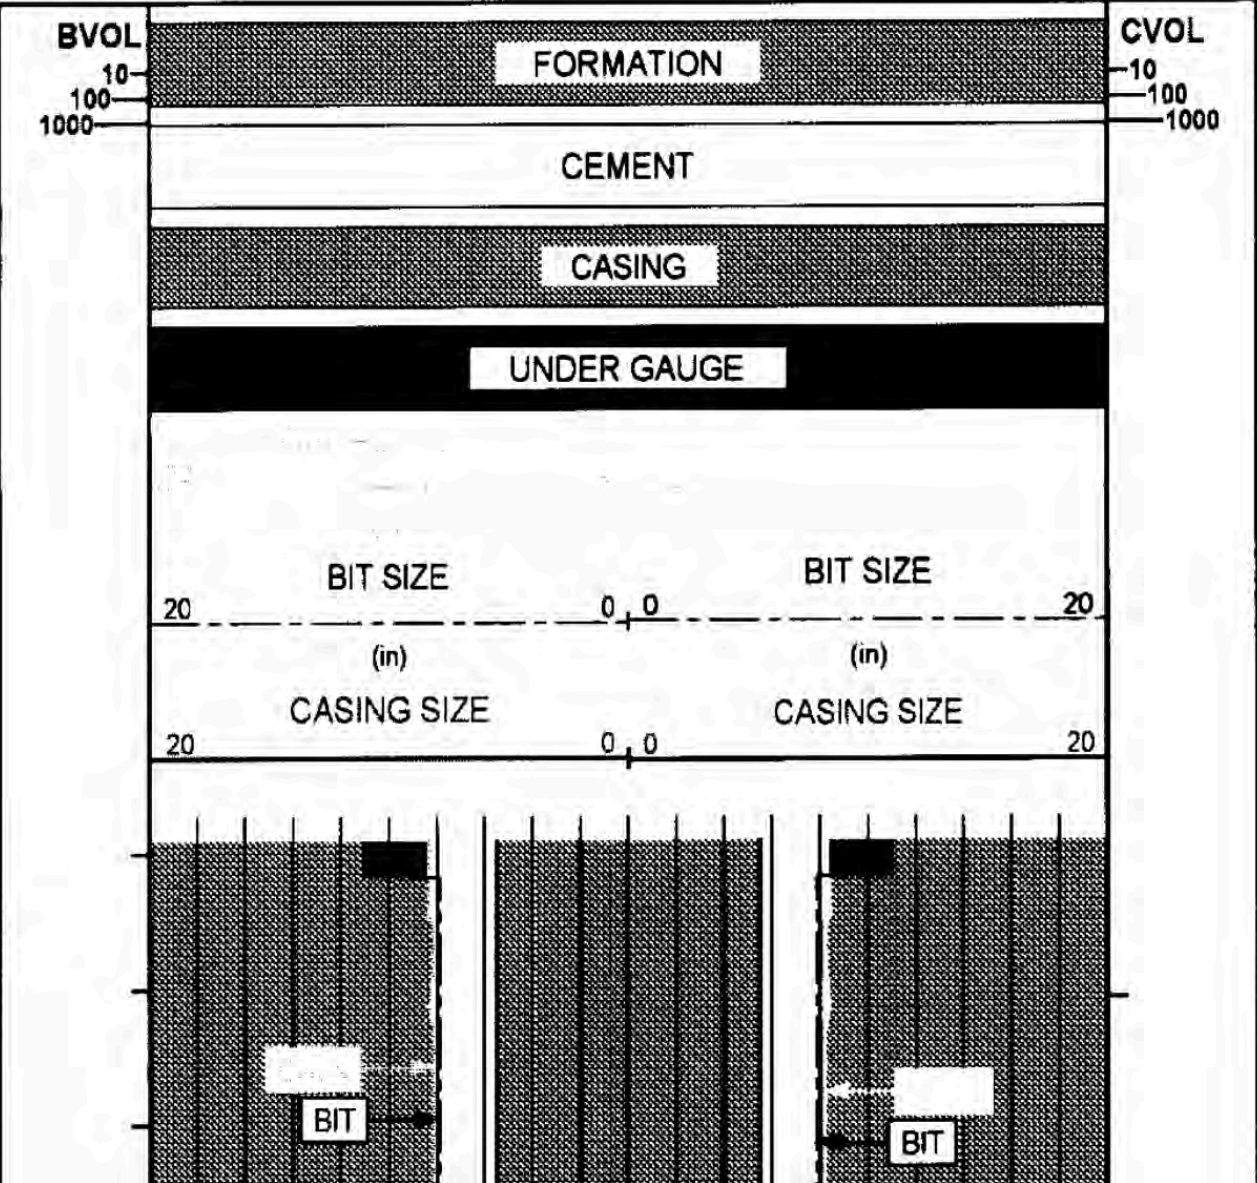 BVOL
CVOL
FORMATION
10
10
100
100
1000
1000
CEMENT
CASING
UNDER GAUGE
BIT SIZE
BIT SIZE
20 0 0 20
(in)
(in)
CASING SIZE
CASING SIZE
20 0 0 20
BIT
BIT